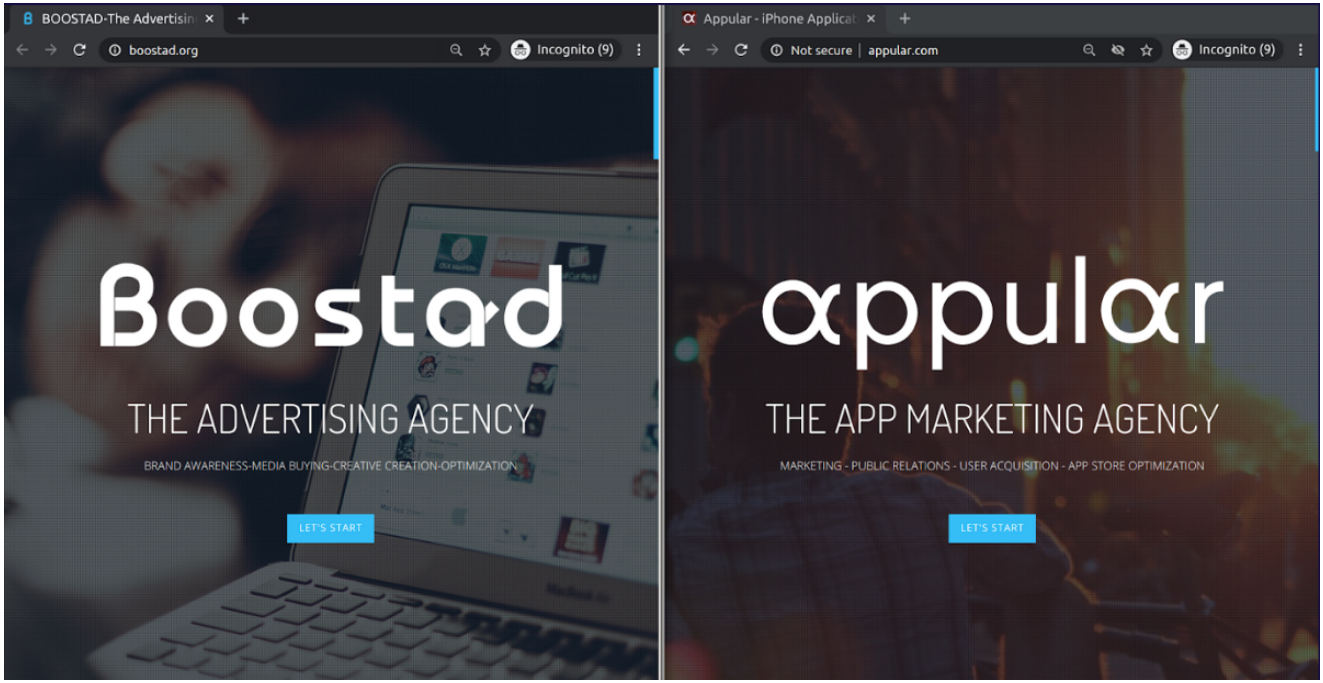 BOOSTAD-The Advertisin
boostad.org
Incognito (9)
Boostad
THE ADVERTISING AGENCY
BRAND AWARENESS-MEDIA BUYING-CREATIVE CREATION-OPTIMIZATION
LET'S START
Appular - iPhone Applicat
Not secure | appular.com
Incognito (9)
appular
THE APP MARKETING AGENCY
MARKETING - PUBLIC RELATIONS - USER ACQUISITION - APP STORE OPTIMIZATION
LET'S START